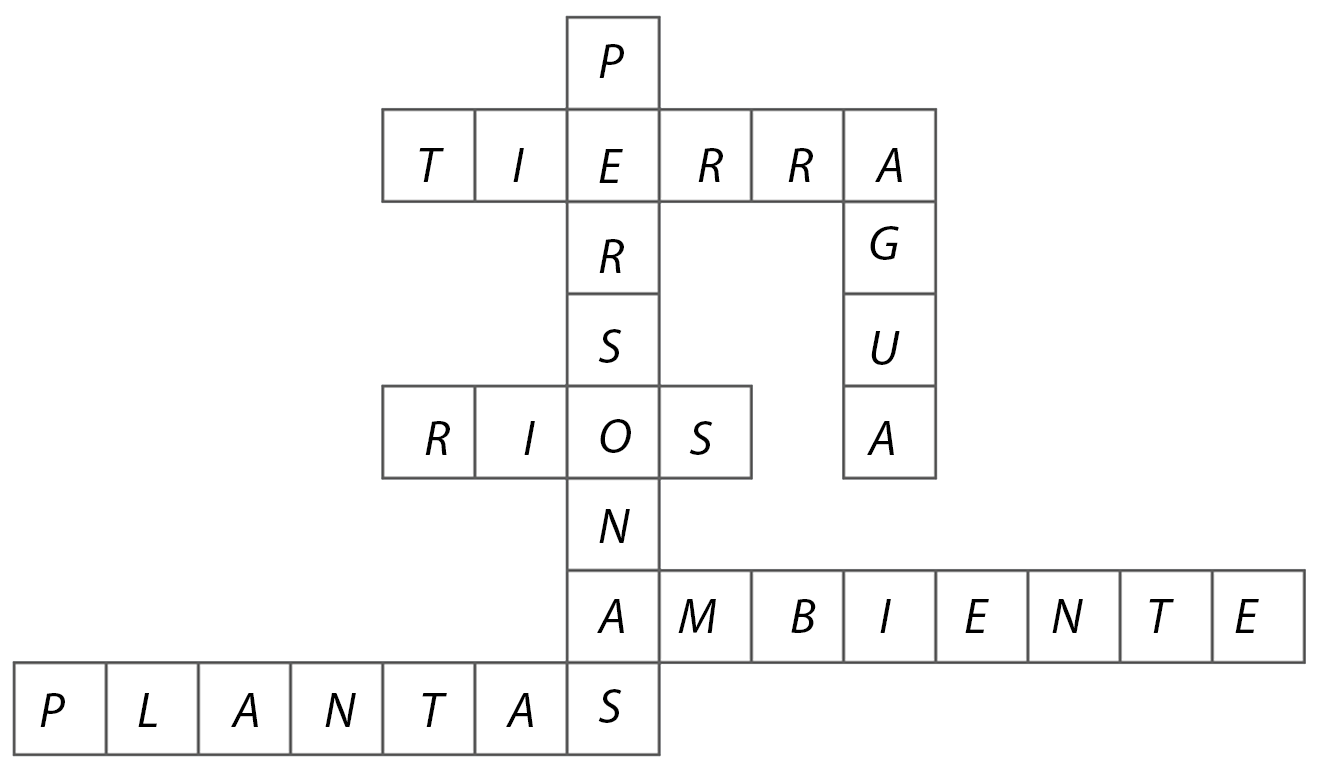 P
TIERRA
R G
S U
RIOS A
N
AMBIENTE
PLANTAS